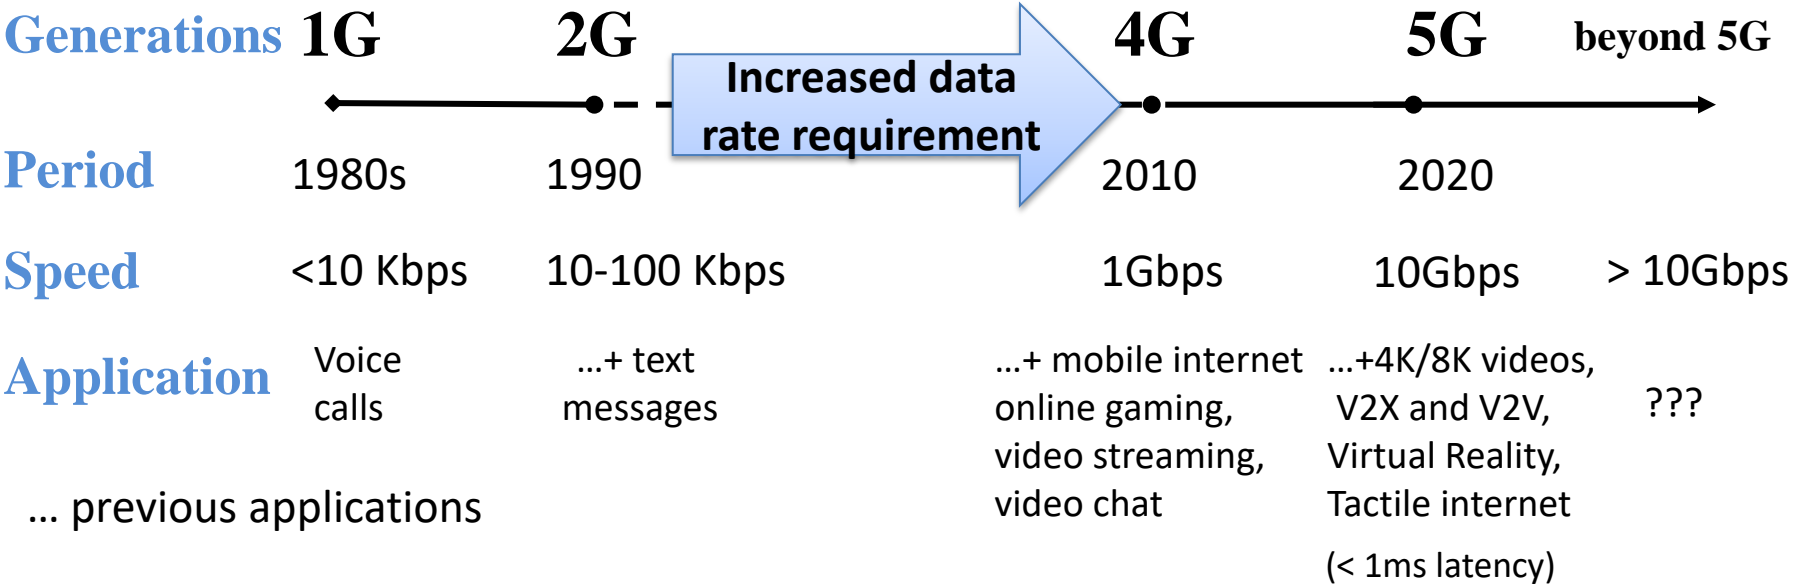 Generations 1G 2G 4G 5G beyond 5G
Increased data
rate requirement
Period 1980s 1990 2010 2020
Speed <10 Kbps 10-100 Kbps 1Gbps 10Gbps > 10Gbps
Application
Voice
calls
...+ text
messages
...+ mobile internet
online gaming,
video streaming,
video chat
...+4K/8K videos,
V2X and V2V,
Virtual Reality,
Tactile internet
(< 1ms latency)
???
... previous applications